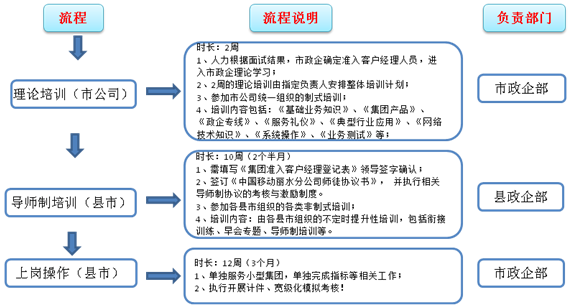 流程
流程说明
负责部门
时长：2周
1、人力根据面试结果，市政企确定准入客户经理人员，进
入市政企理论学习；
2、2周的理论培训由指定负责人安排整体培训计划；
3、参加市公司统一组织的制式培训；
4、培训内容包括：《基础业务知识》、《集团产品》、
《政企专线》、《服务礼仪》、《典型行业应用》、《网络
技术知识》、《系统操作》、《业务测试》等；
理论培训（市公司）
市政企部
时长：10周（2个半月）
1、需填写《集团准入客户经理登记表》领导签字确认；
2、签订《中国移动丽水分公司师徒协议书》，并执行相关
导师制协议的考核与激励制度。
3、参加各县市组织的各类非制式培训；
4、培训内容：由各县市组织的不定时提升性培训，包括衔接
训练、早会专题、导师制培训等。
导师制培训（县市）
县政企部
时长：12周（3个月）
1、单独服务小型集团，单独完成指标等相关工作；
2、执行开展计件、宽级化模拟考核！
上岗操作（县市）
市政企部